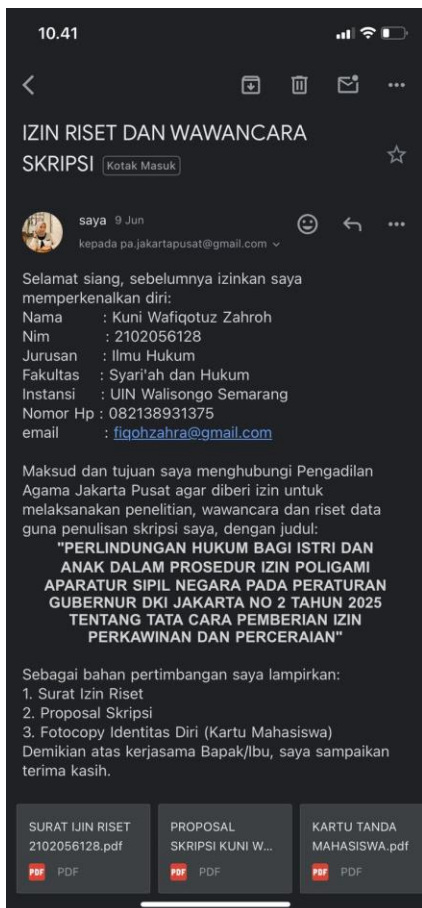 10.41
IZIN RISET DAN WAWANCARA
SKRIPSI Kotak Masuk
saya 9 Jun
kepada pa.jakartapusat@gmail.com
Selamat siang, sebelumnya izinkan saya
memperkenalkan diri:
Nama : Kuni Wafiqotuz Zahroh
Nim : 2102056128
Jurusan : Ilmu Hukum
Fakultas : Syari'ah dan Hukum
Instansi : UIN Walisongo Semarang
Nomor Hp : 082138931375
email : fiqohzahra@gmail.com
Maksud dan tujuan saya menghubungi Pengadilan
Agama Jakarta Pusat agar diberi izin untuk
melaksanakan penelitian, wawancara dan riset data
guna penulisan skripsi saya, dengan judul:
"PERLINDUNGAN HUKUM BAGI ISTRI DAN
ANAK DALAM PROSEDUR IZIN POLIGAMI
APARATUR SIPIL NEGARA PADA PERATURAN
GUBERNUR DKI JAKARTA NO 2 TAHUN 2025
TENTANG TATA CARA PEMBERIAN IZIN
PERKAWINAN DAN PERCERAIAN"
Sebagai bahan pertimbangan saya lampirkan:
1. Surat Izin Riset
2. Proposal Skripsi
3. Fotocopy Identitas Diri (Kartu Mahasiswa)
Demikian atas kerjasama Bapak/Ibu, saya sampaikan
terima kasih.
SURAT IJIN RISET
2102056128.pdf
PDF PDF
PROPOSAL
SKRIPSI KUNI W...
PDF PDF
KARTU TANDA
MAHASISWA.pdf
PDF PDF